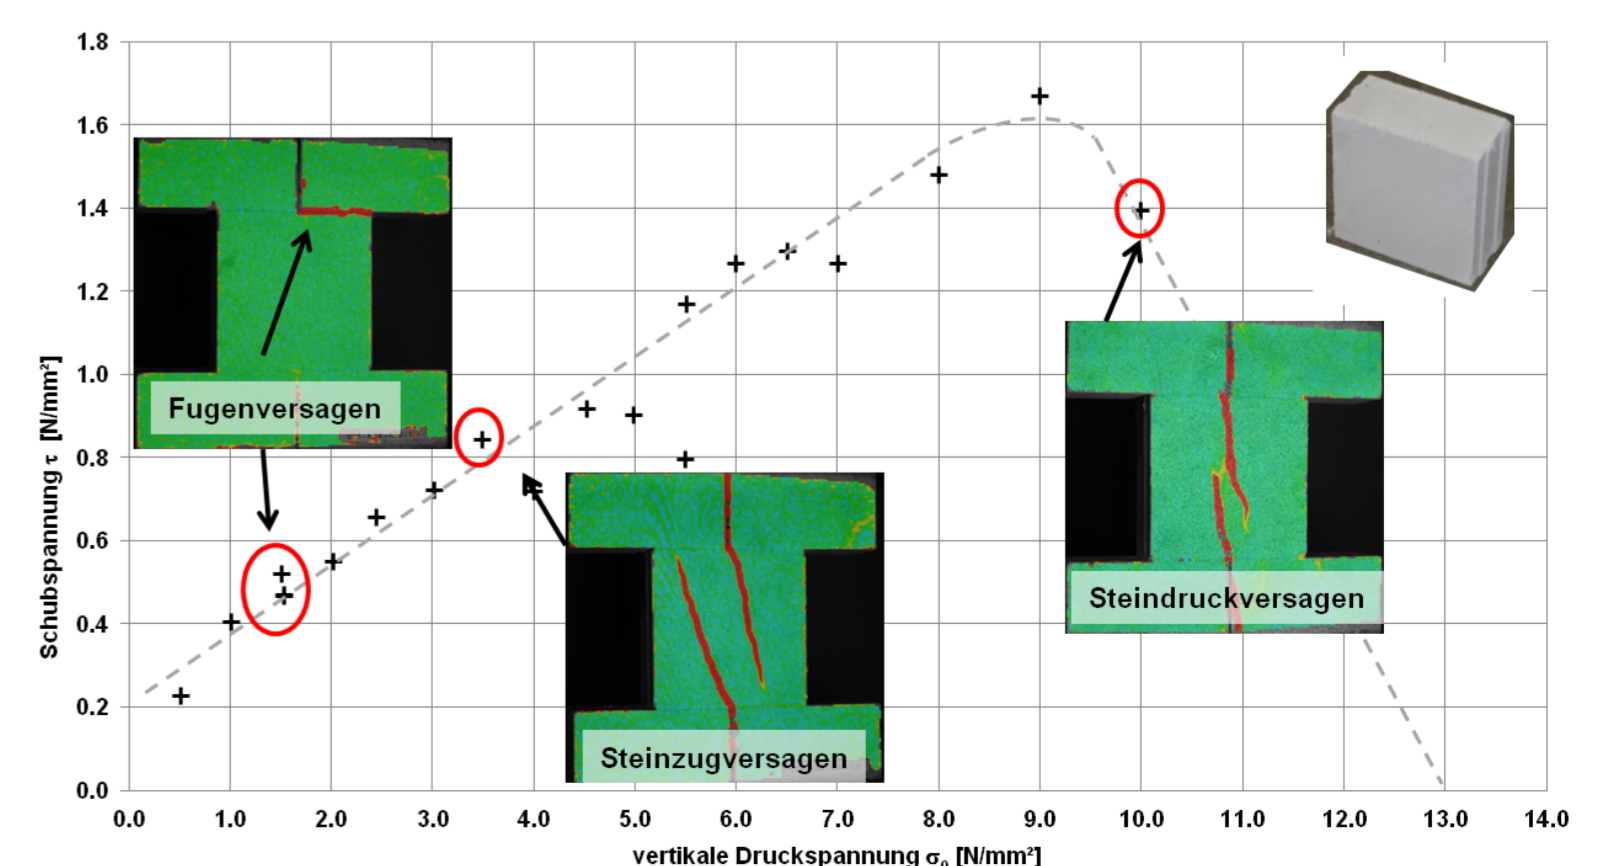 1.8
1.6
1.4
1.2
1.0
0.8
0.6
0.4
0.2
0.0
Schubspannung τ [N/mm²]
Fugenversagen
Steinzugversagen
Steindruckversagen
0.0 1.0 2.0 3.0 4.0 5.0 6.0 7.0 8.0 9.0 10.0 11.0 12.0 13.0 14.0
vertikale Druckspannung σ₀ [N/mm²]